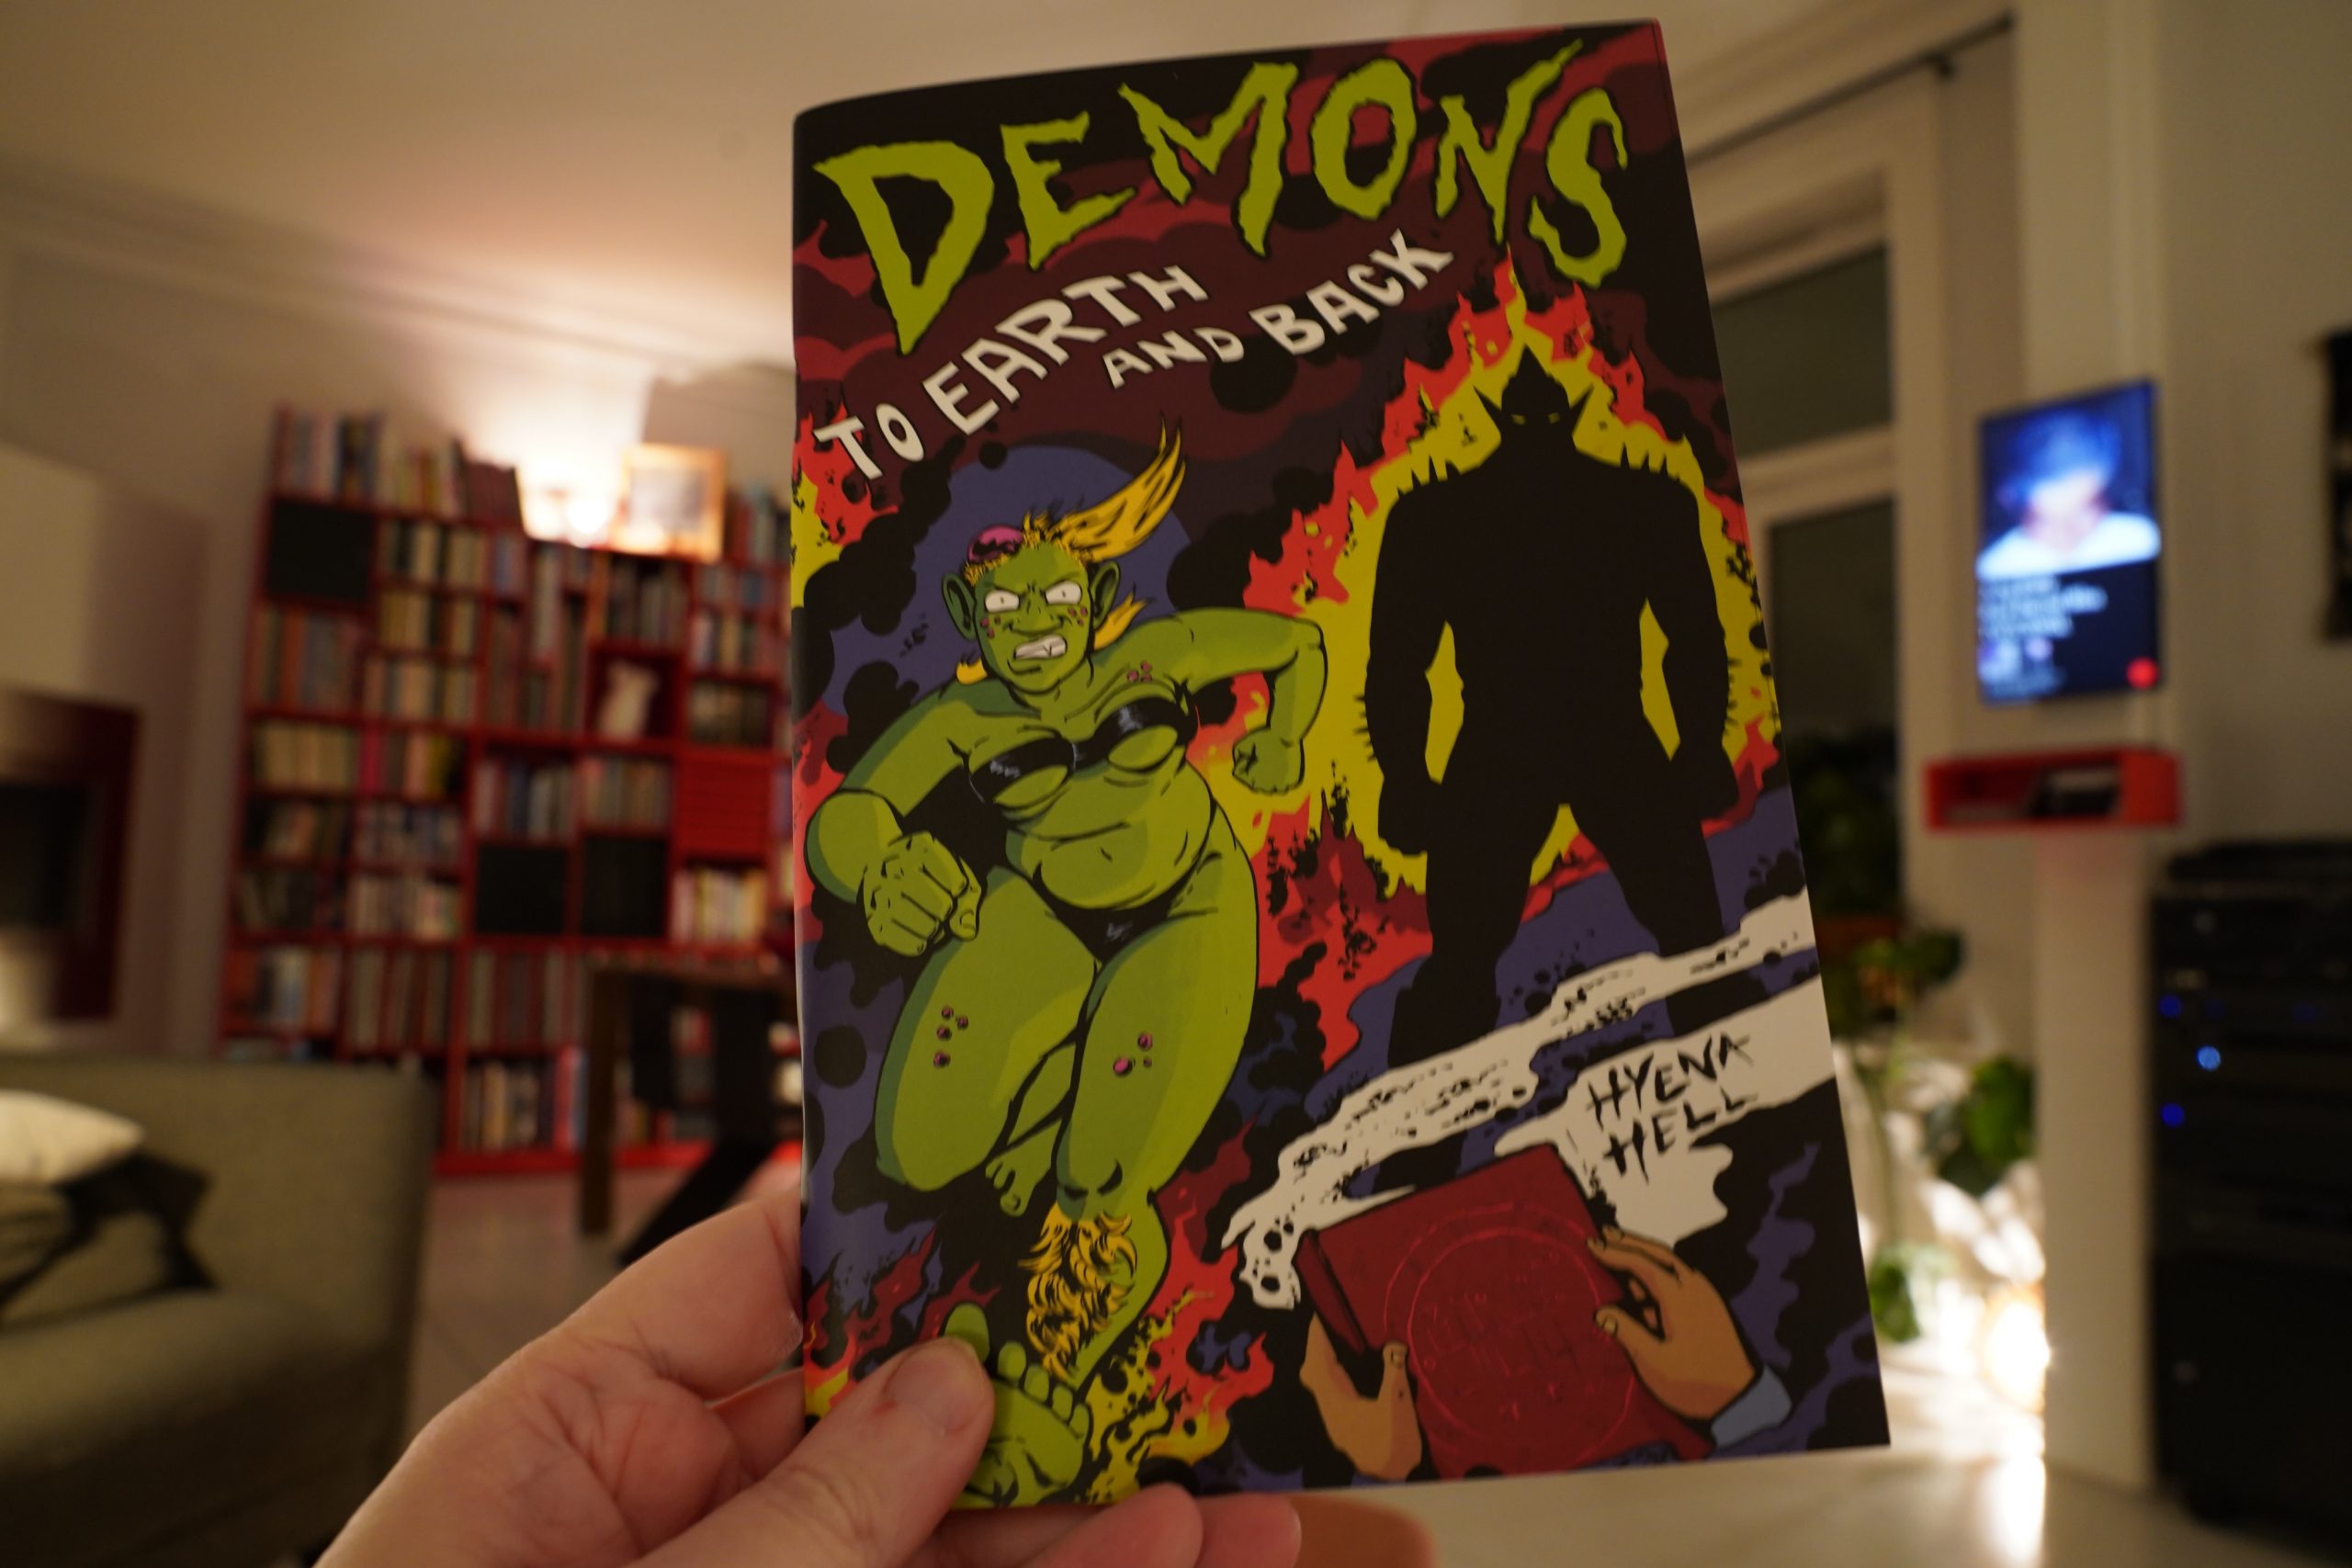 DEMONS
TO EARTH
AND BACK
HYENA
HELL